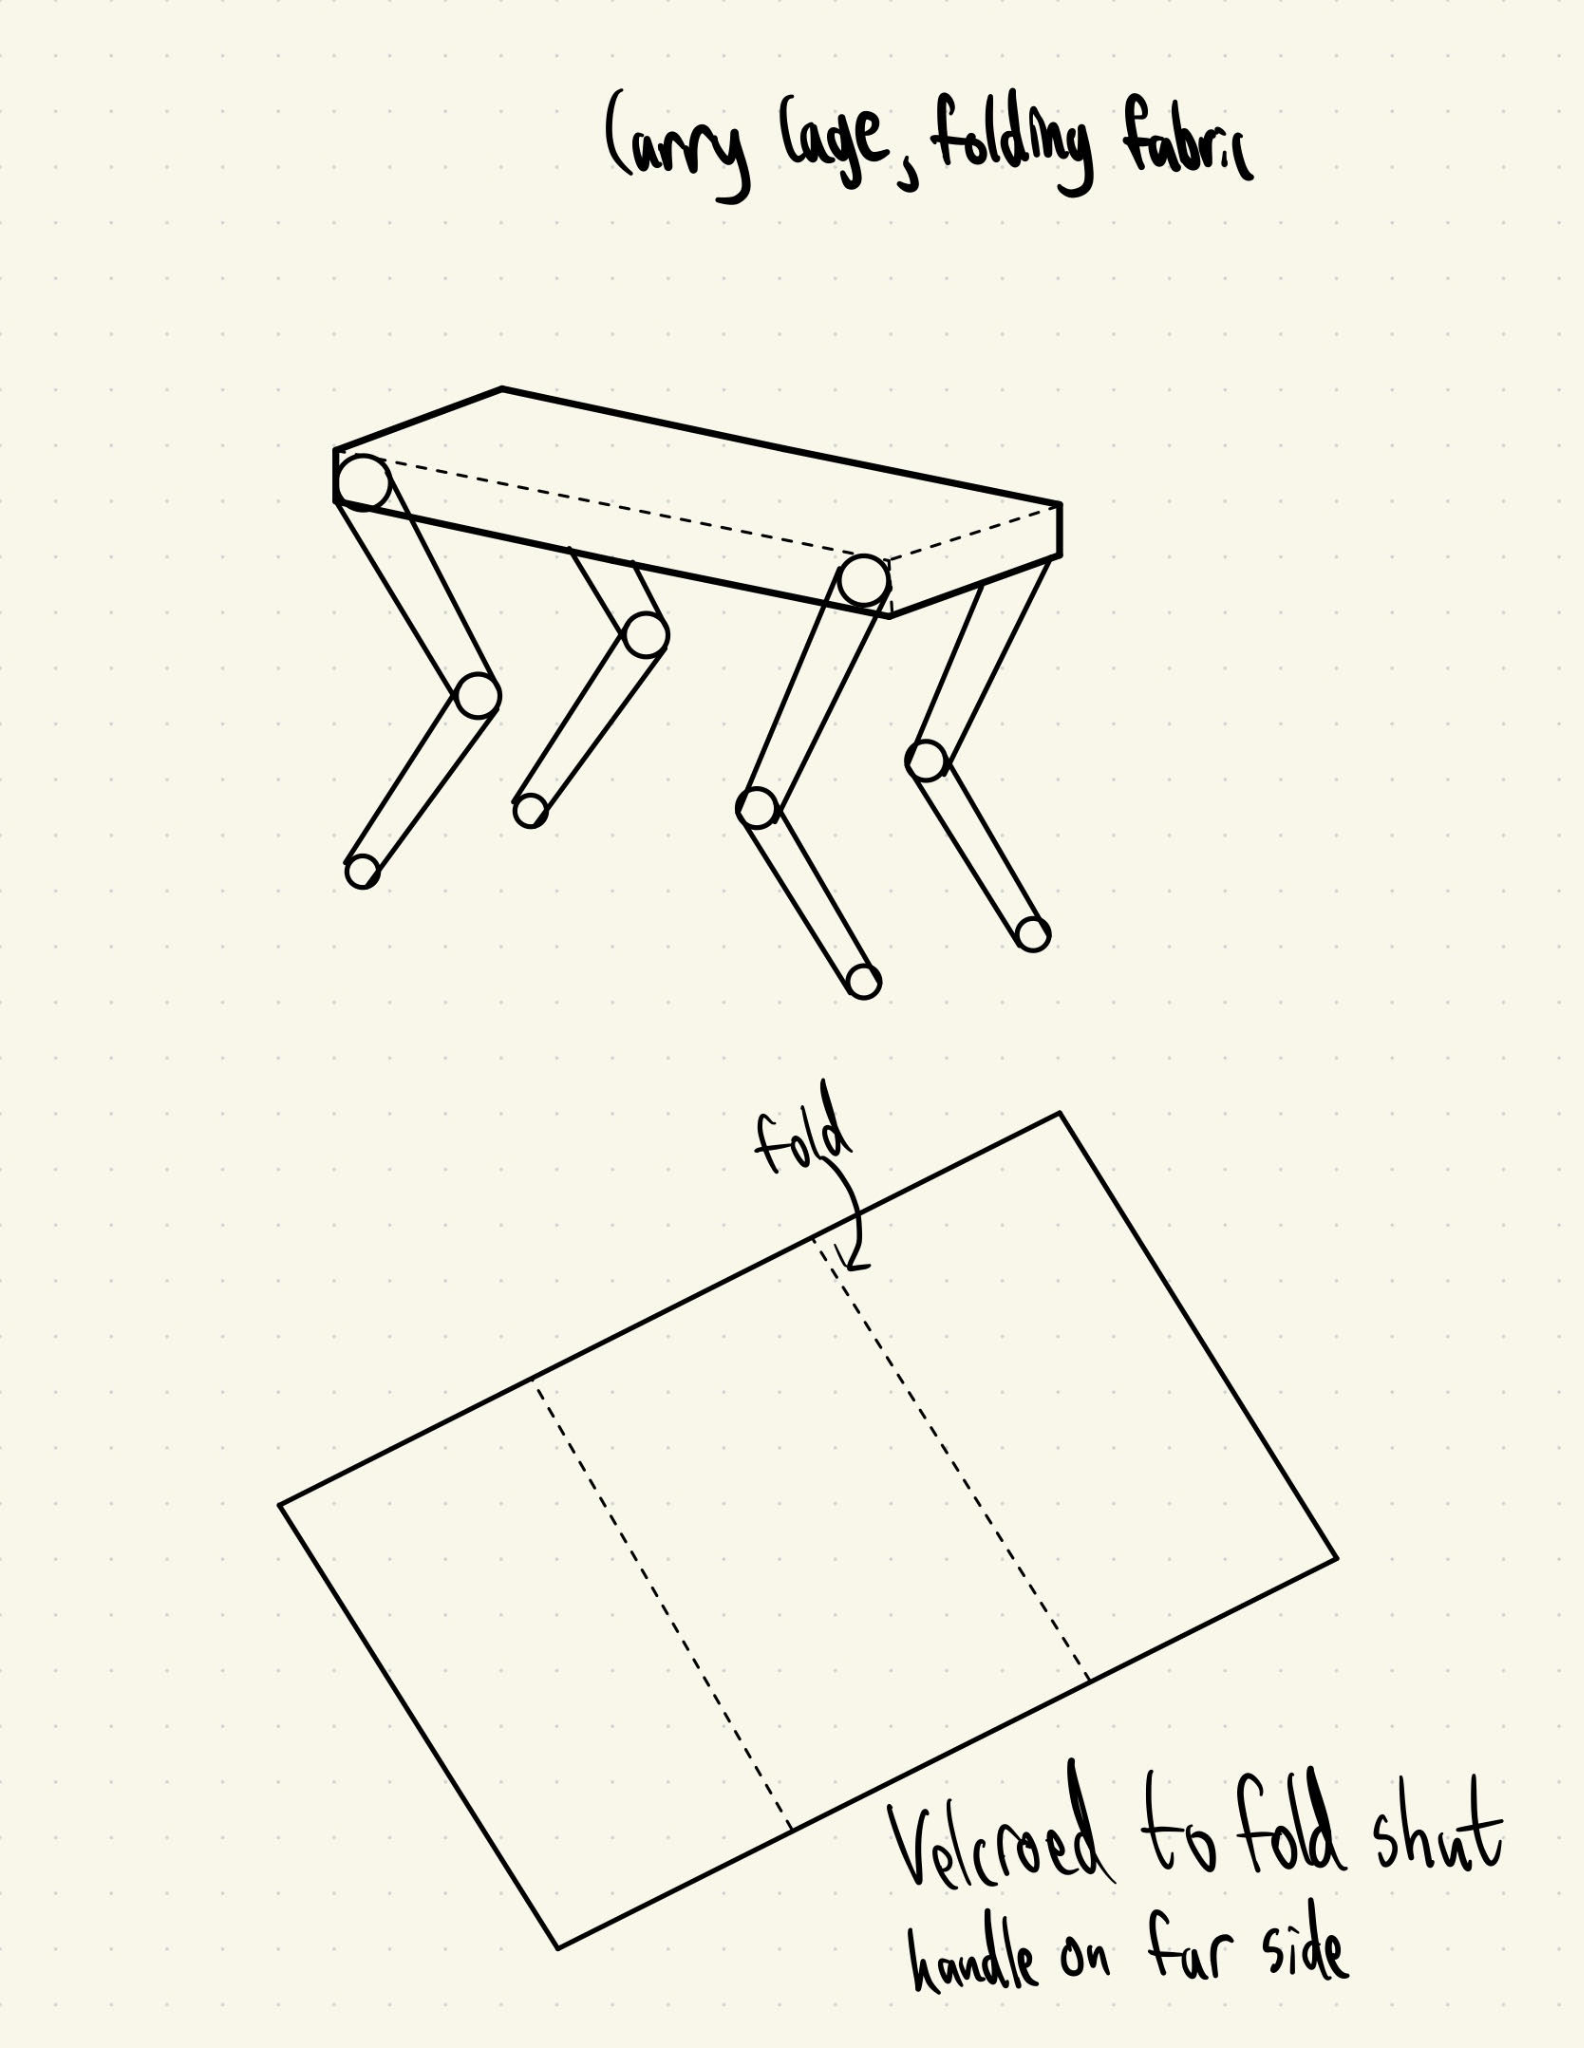 Carry Cage, folding fabric
fold
Velcroed to fold shut
handle on far side